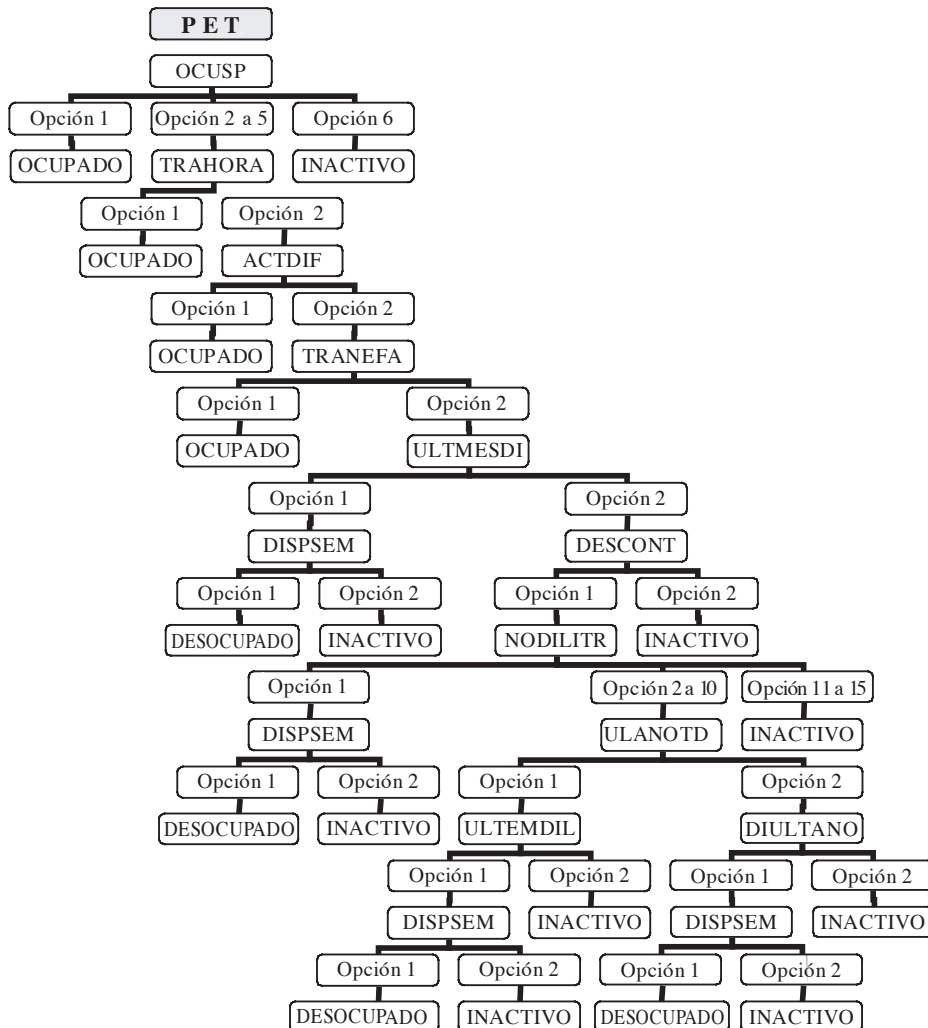 P E T
OCUSP
Opción 1 Opción 2 a 5 Opción 6
OCUPADO TRAHORA INACTIVO
Opción 1 Opción 2
OCUPADO ACTDIF
Opción 1 Opción 2
OCUPADO TRANEFA
Opción 1 Opción 2
OCUPADO ULTMESDI
Opción 1 Opción 2
DISPSEM DESCONT
Opción 1 Opción 2 Opción 1 Opción 2
DESOCUPADO INACTIVO NODILITR INACTIVO
Opción 1 Opción 2 a 10 Opción 11 a 15
DISPSEM ULANOTD INACTIVO
Opción 1 Opción 2 Opción 1 Opción 2
DESOCUPADO INACTIVO ULTEMDIL DIULTANO
Opción 1 Opción 2 Opción 1 Opción 2
DISPSEM INACTIVO DISPSEM INACTIVO
Opción 1 Opción 2 Opción 1 Opción 2
DESOCUPADO INACTIVO DESOCUPADO INACTIVO